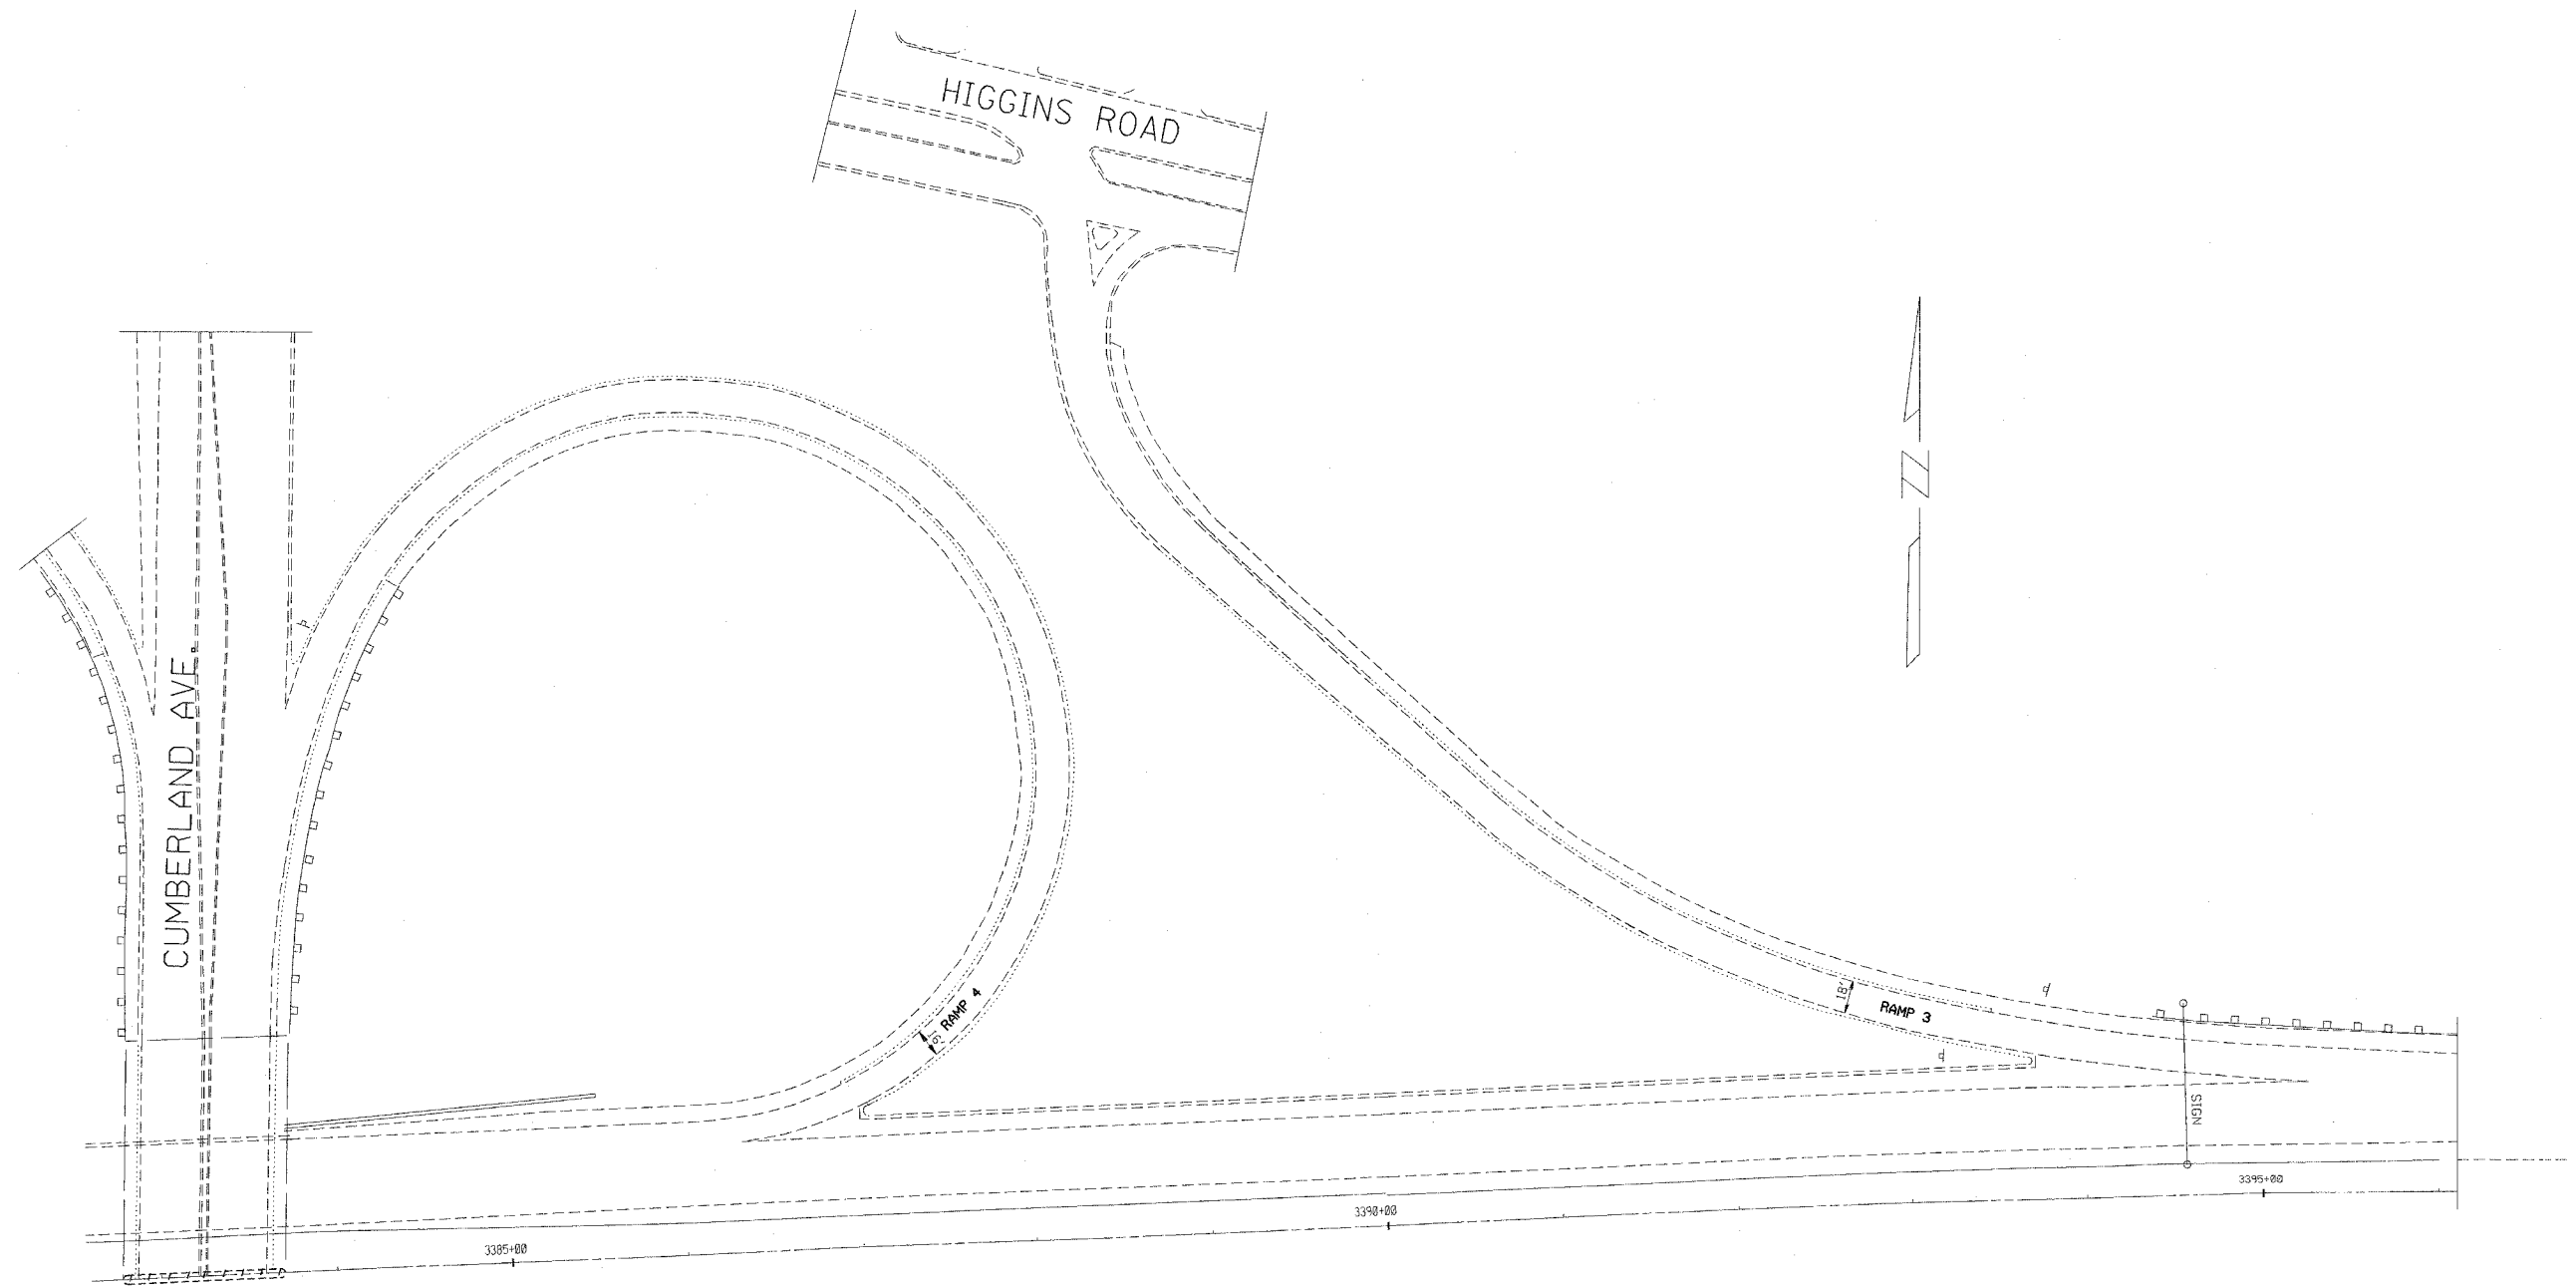 HIGGINS ROAD
N
CUMBERLAND AVE.
RAMP 4
18'
RAMP 3
SIGN
3395+00
3390+00
3385+00